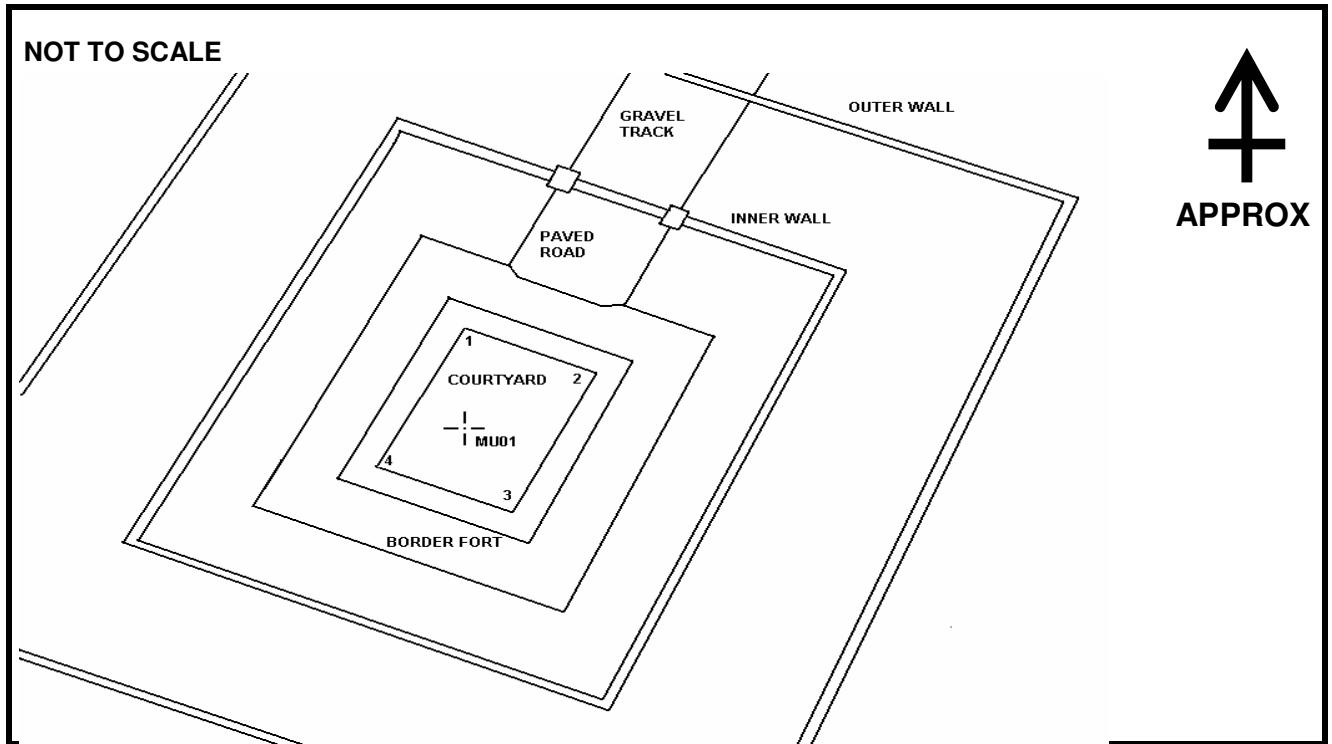 NOT TO SCALE
OUTER WALL
GRAVEL
TRACK
APPROX
INNER WALL
PAVED
ROAD
1
COURTYARD
2
MU01
4
3
BORDER FORT